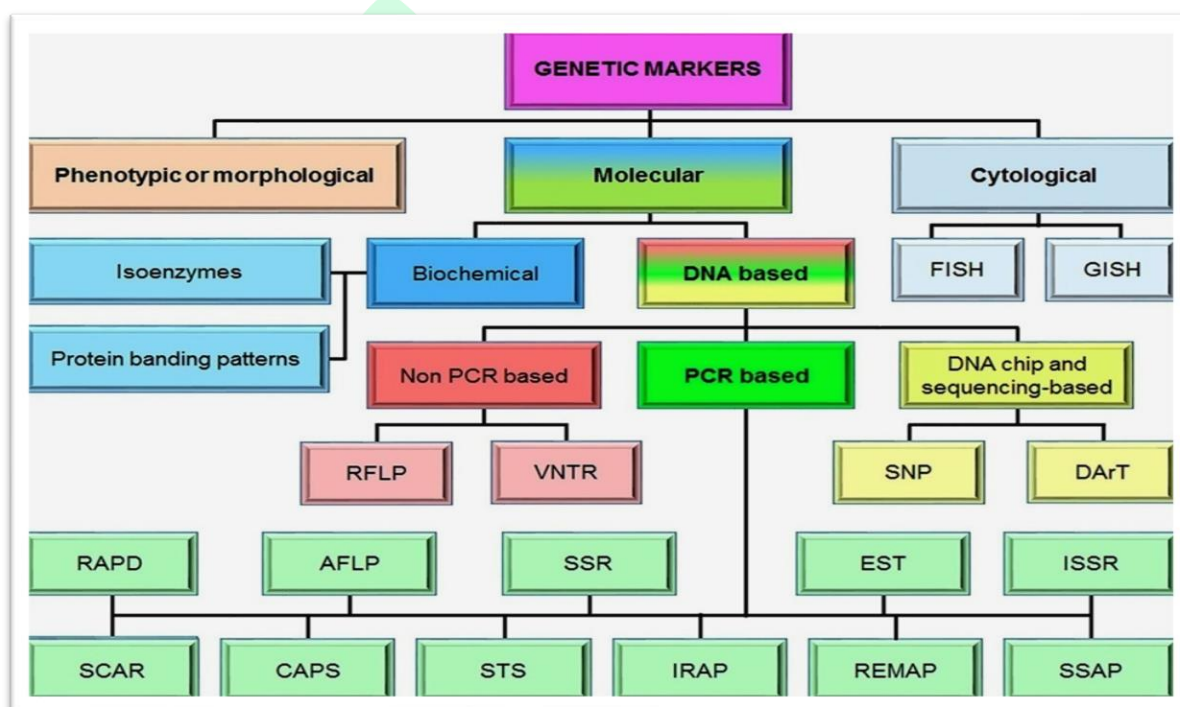 GENETIC MARKERS
Phenotypic or morphological
Molecular
Cytological
Isoenzymes
Biochemical
DNA based
FISH
GISH
Protein banding patterns
Non PCR based
PCR based
DNA chip and
sequencing-based
RFLP
VNTR
SNP
DArT
RAPD
AFLP
SSR
EST
ISSR
SCAR
CAPS
STS
IRAP
REMAP
SSAP